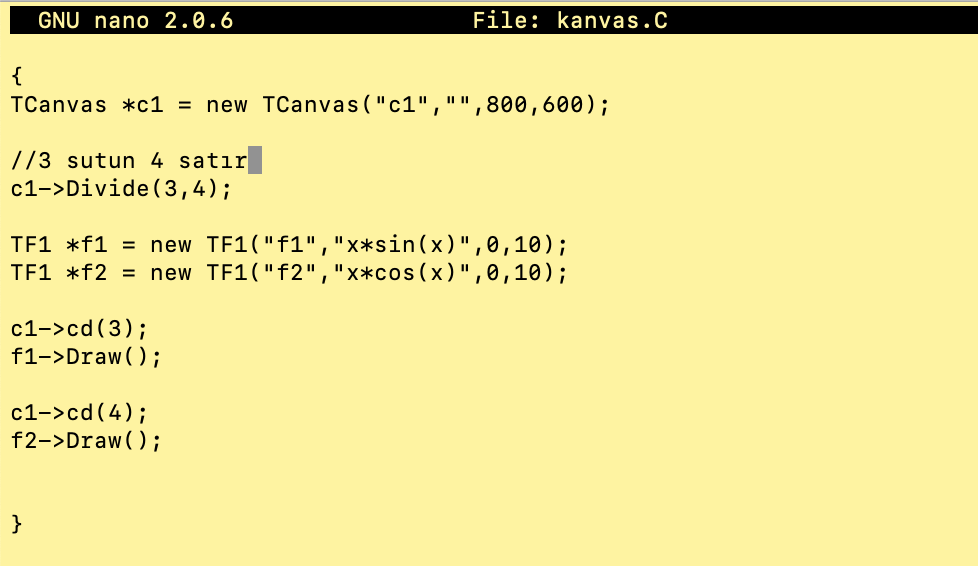 GNU nano 2.0.6 File: kanvas.C
{
TCanvas *c1 = new TCanvas("c1","",800,600);
//3 sutun 4 satır
c1->Divide(3,4);
TF1 *f1 = new TF1("f1","x*sin(x)",0,10);
TF1 *f2 = new TF1("f2","x*cos(x)",0,10);
c1->cd(3);
f1->Draw();
c1->cd(4);
f2->Draw();
}